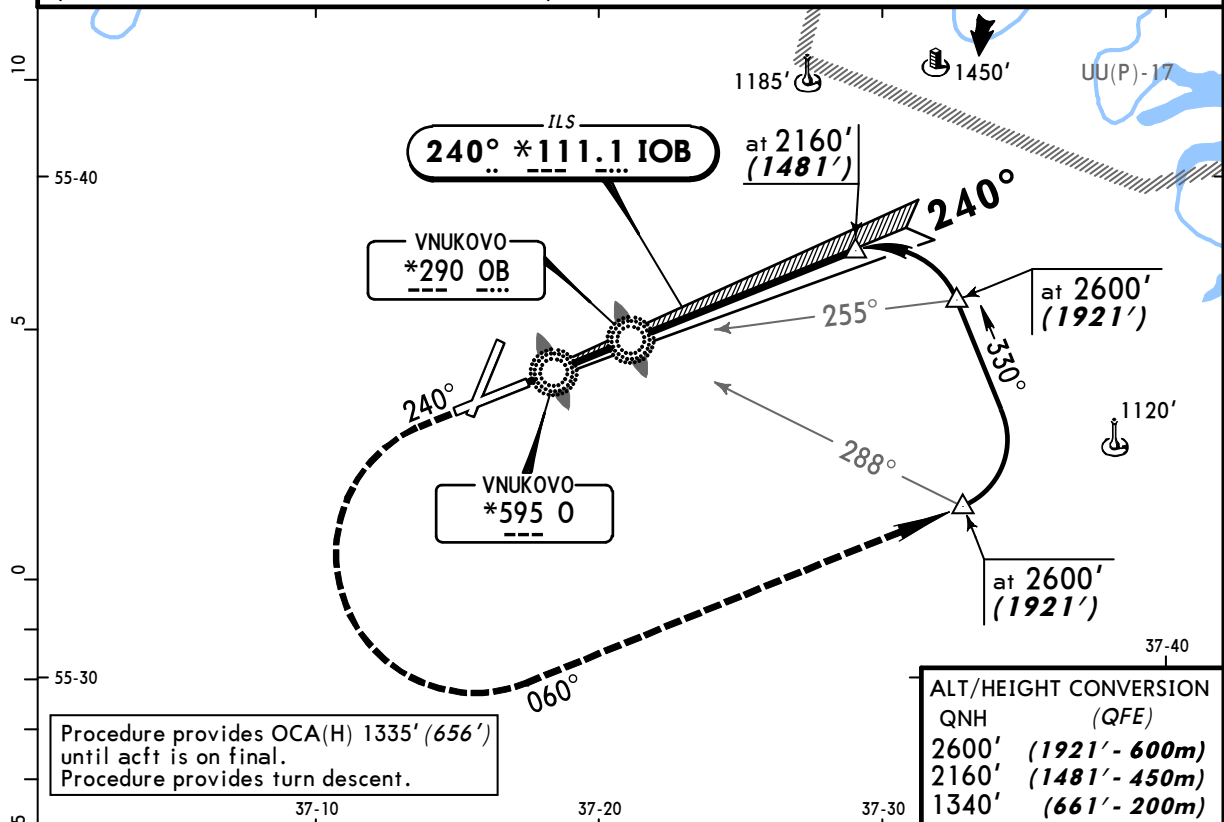 10
1185'
1450'
UU(P)-17
ILS
240° *111.1 IOB
at 2160'
(1481')
55-40
240°
VNUKOVO
*290 OB
at 2600'
(1921')
255°
5
330°
240°
1120'
288°
VNUKOVO
*595 O
0
at 2600'
(1921')
37-40
55-30
060°
ALT/HEIGHT CONVERSION
QNH (QFE)
2600' (1921' - 600m)
2160' (1481' - 450m)
1340' (661' - 200m)
Procedure provides OCA(H) 1335' (656')
until acft is on final.
Procedure provides turn descent.
37-10
37-20
37-30